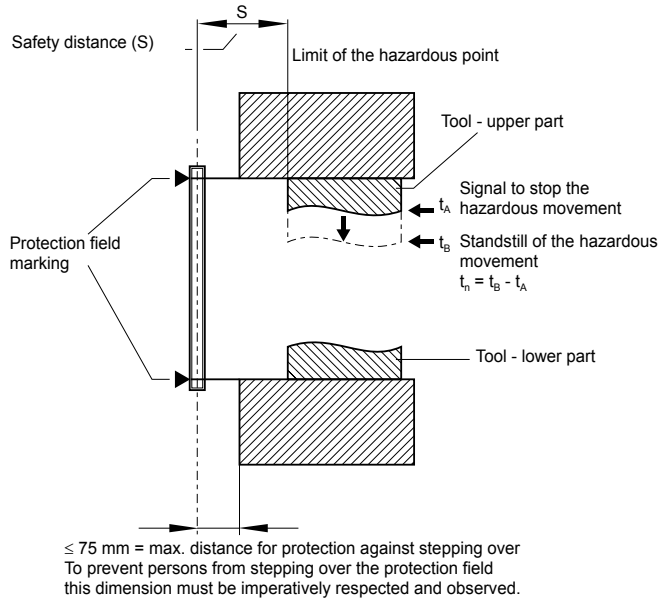 S
Safety distance (S)
Limit of the hazardous point
Tool - upper part
Signal to stop the
tA hazardous movement
Protection field
marking
tB Standstill of the hazardous
movement
tn = tB - tA
Tool - lower part
≤ 75 mm = max. distance for protection against stepping over
To prevent persons from stepping over the protection field
this dimension must be imperatively respected and observed.